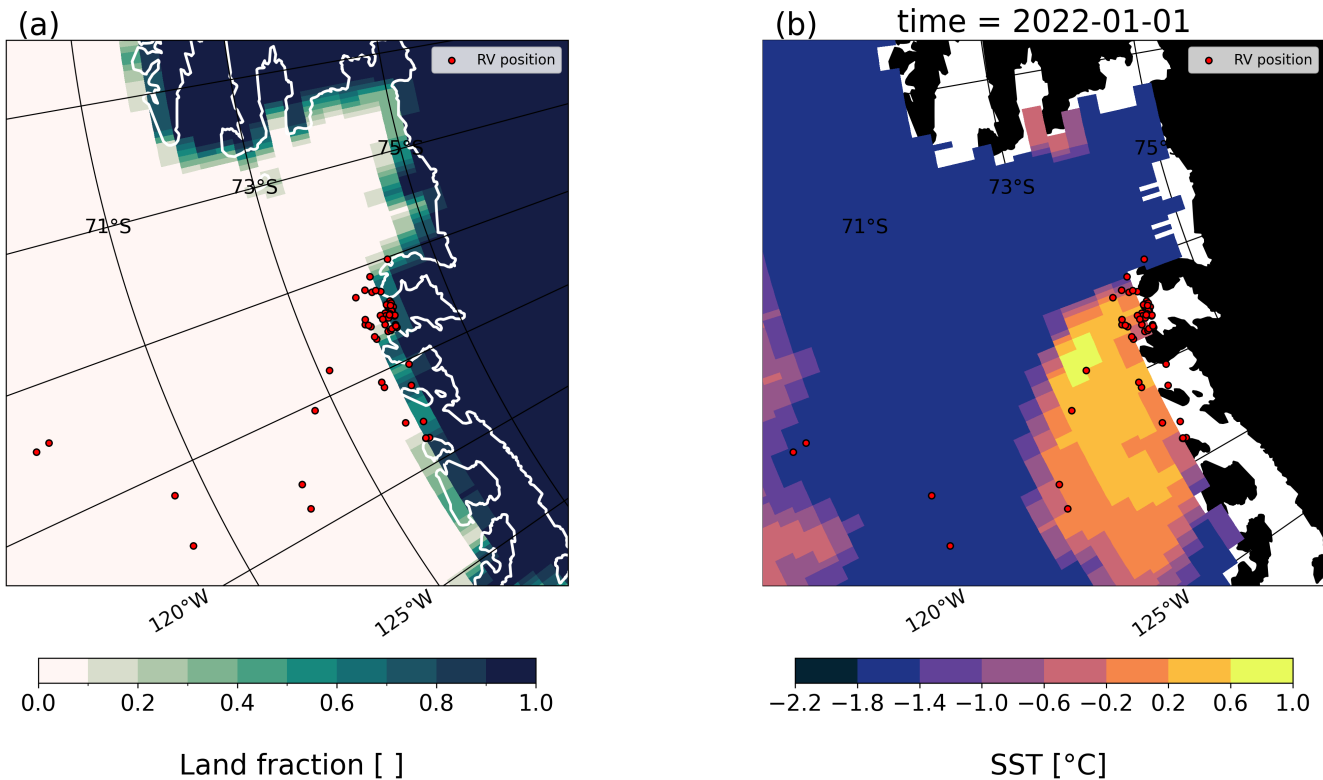 (a)
RV position
75°S
73°S
71°S
120°W
125°W
0.0 0.2 0.4 0.6 0.8 1.0
Land fraction [ ]
(b) time = 2022-01-01
RV position
75°S
73°S
71°S
120°W
125°W
−2.2 −1.8 −1.4 −1.0 −0.6 −0.2 0.2 0.6 1.0
SST [°C]